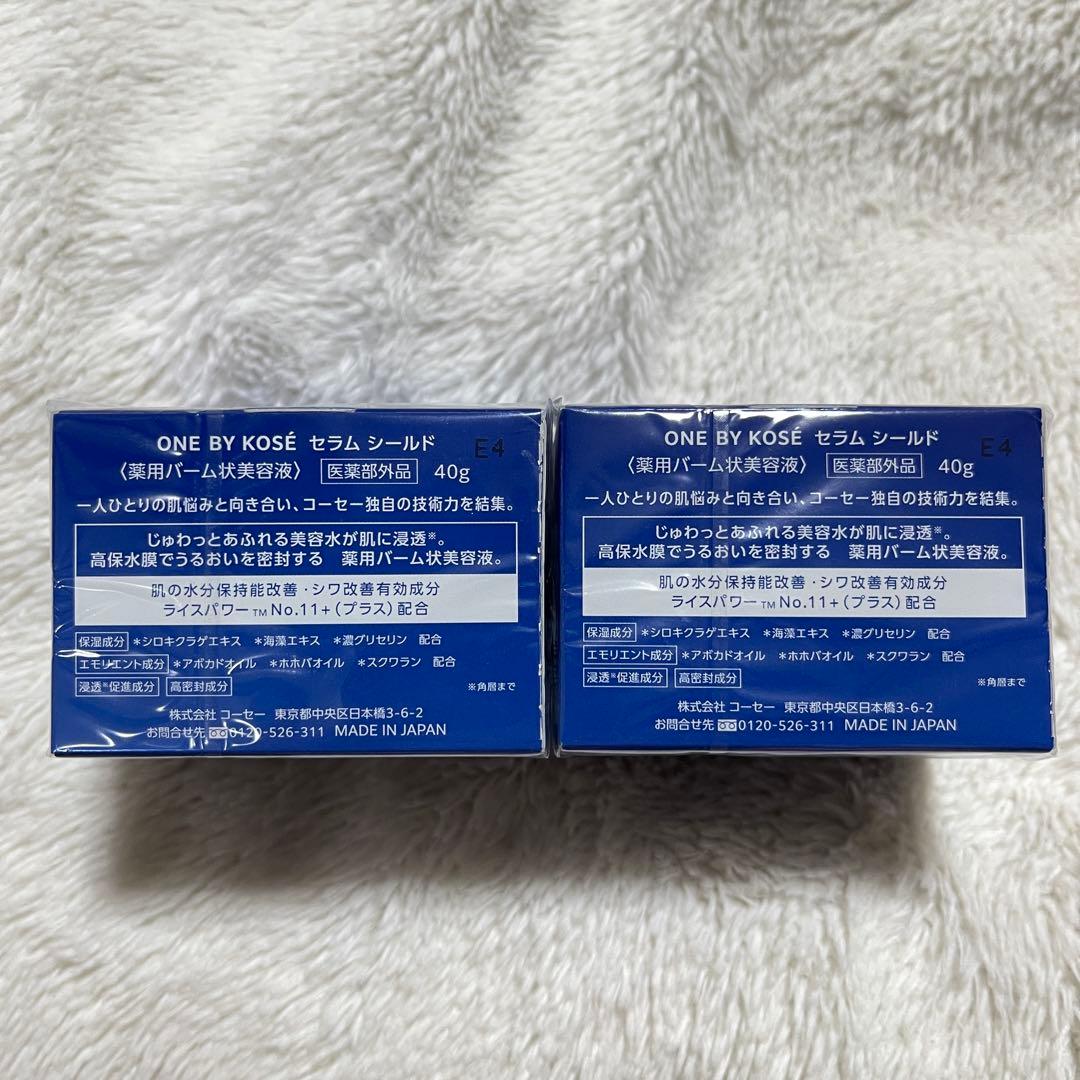 ONE BY KOSÉ セラム シールド E4
〈薬用バーム状美容液〉 医薬部外品 40g
一人ひとりの肌悩みと向き合い、コーセー独自の技術力を結集。
じゅわっとあふれる美容水が肌に浸透※。
高保水膜でうるおいを密封する 薬用バーム状美容液。
肌の水分保持能改善・シワ改善有効成分
ライスパワー™No.11+(プラス)配合
保湿成分 *シロキクラゲエキス *海藻エキス *濃グリセリン 配合
エモリエント成分 *アボカドオイル *ホホバオイル *スクワラン 配合
浸透※促進成分 高密封成分 ※角層まで
株式会社 コーセー 東京都中央区日本橋3-6-2
お問合せ先 0120-526-311 MADE IN JAPAN
ONE BY KOSÉ セラム シールド E4
〈薬用バーム状美容液〉 医薬部外品 40g
一人ひとりの肌悩みと向き合い、コーセー独自の技術力を結集。
じゅわっとあふれる美容水が肌に浸透※。
高保水膜でうるおいを密封する 薬用バーム状美容液。
肌の水分保持能改善・シワ改善有効成分
ライスパワー™No.11+(プラス)配合
保湿成分 *シロキクラゲエキス *海藻エキス *濃グリセリン 配合
エモリエント成分 *アボカドオイル *ホホバオイル *スクワラン 配合
浸透※促進成分 高密封成分 ※角層まで
株式会社 コーセー 東京都中央区日本橋3-6-2
お問合せ先 0120-526-311 MADE IN JAPAN